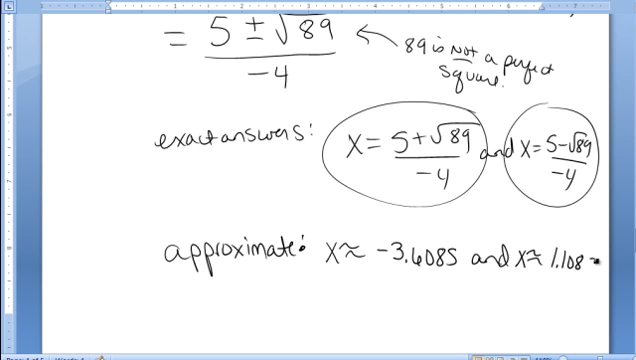 = (5 ± √89) / -4
89 is not a perfect
square.
exact answers: x = (5 + √89) / -4 and x = (5 - √89) / -4
approximate: x ≈ -3.6085 and x ≈ 1.108